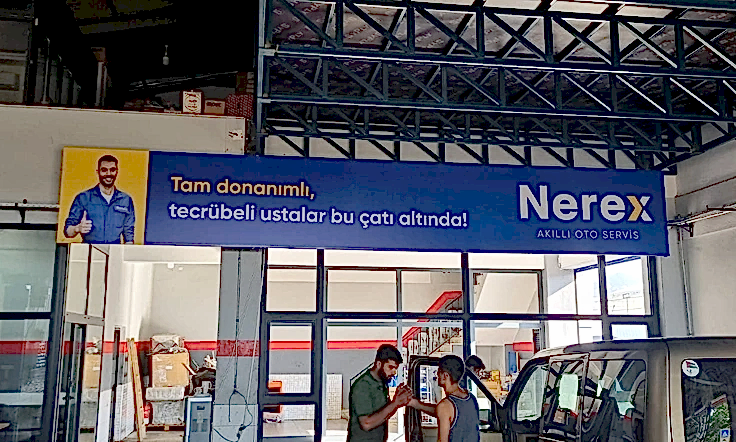 Tam donanımlı,
tecrübeli ustalar bu çatı altında!
Nerex
AKILLI OTO SERVİS